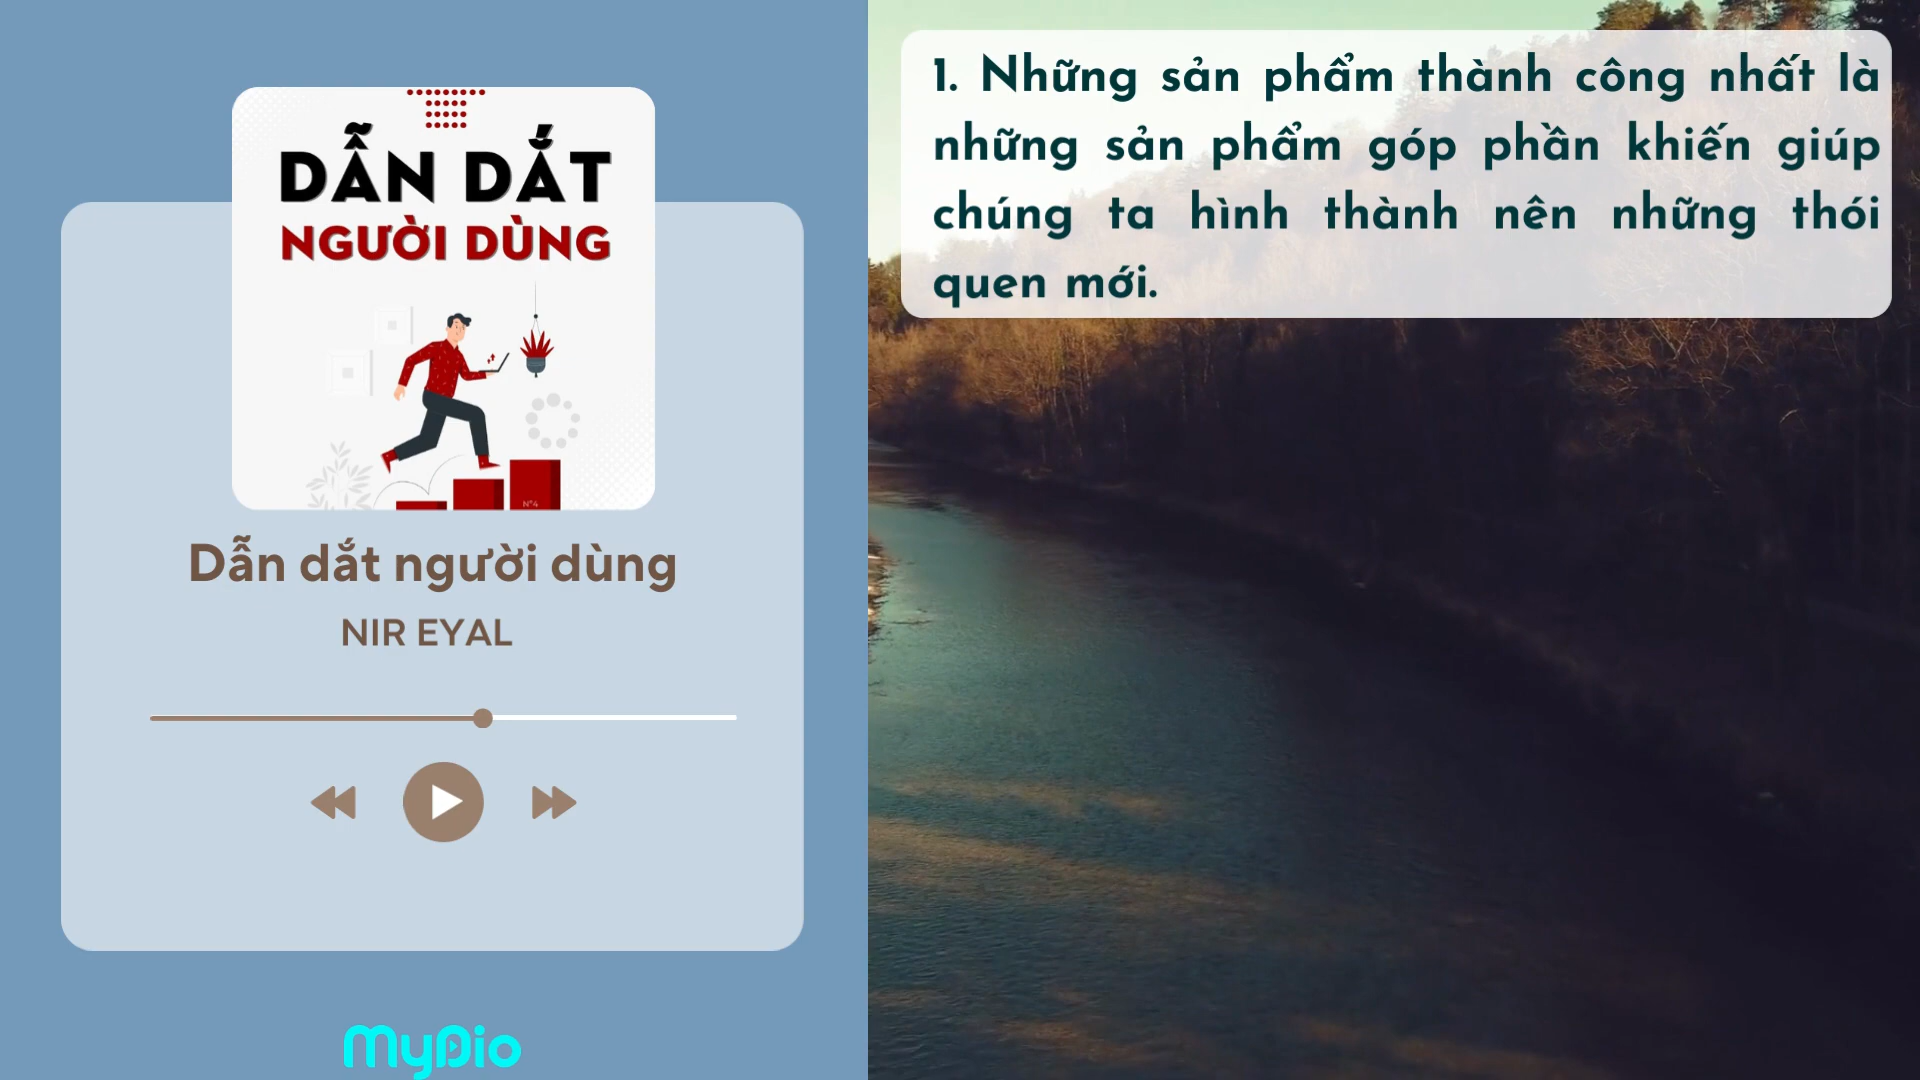 DẪN DẮT
NGƯỜI DÙNG
N°4
Dẫn dắt người dùng
NIR EYAL
MyDio
1. Những sản phẩm thành công nhất là
những sản phẩm góp phần khiến giúp
chúng ta hình thành nên những thói
quen mới.